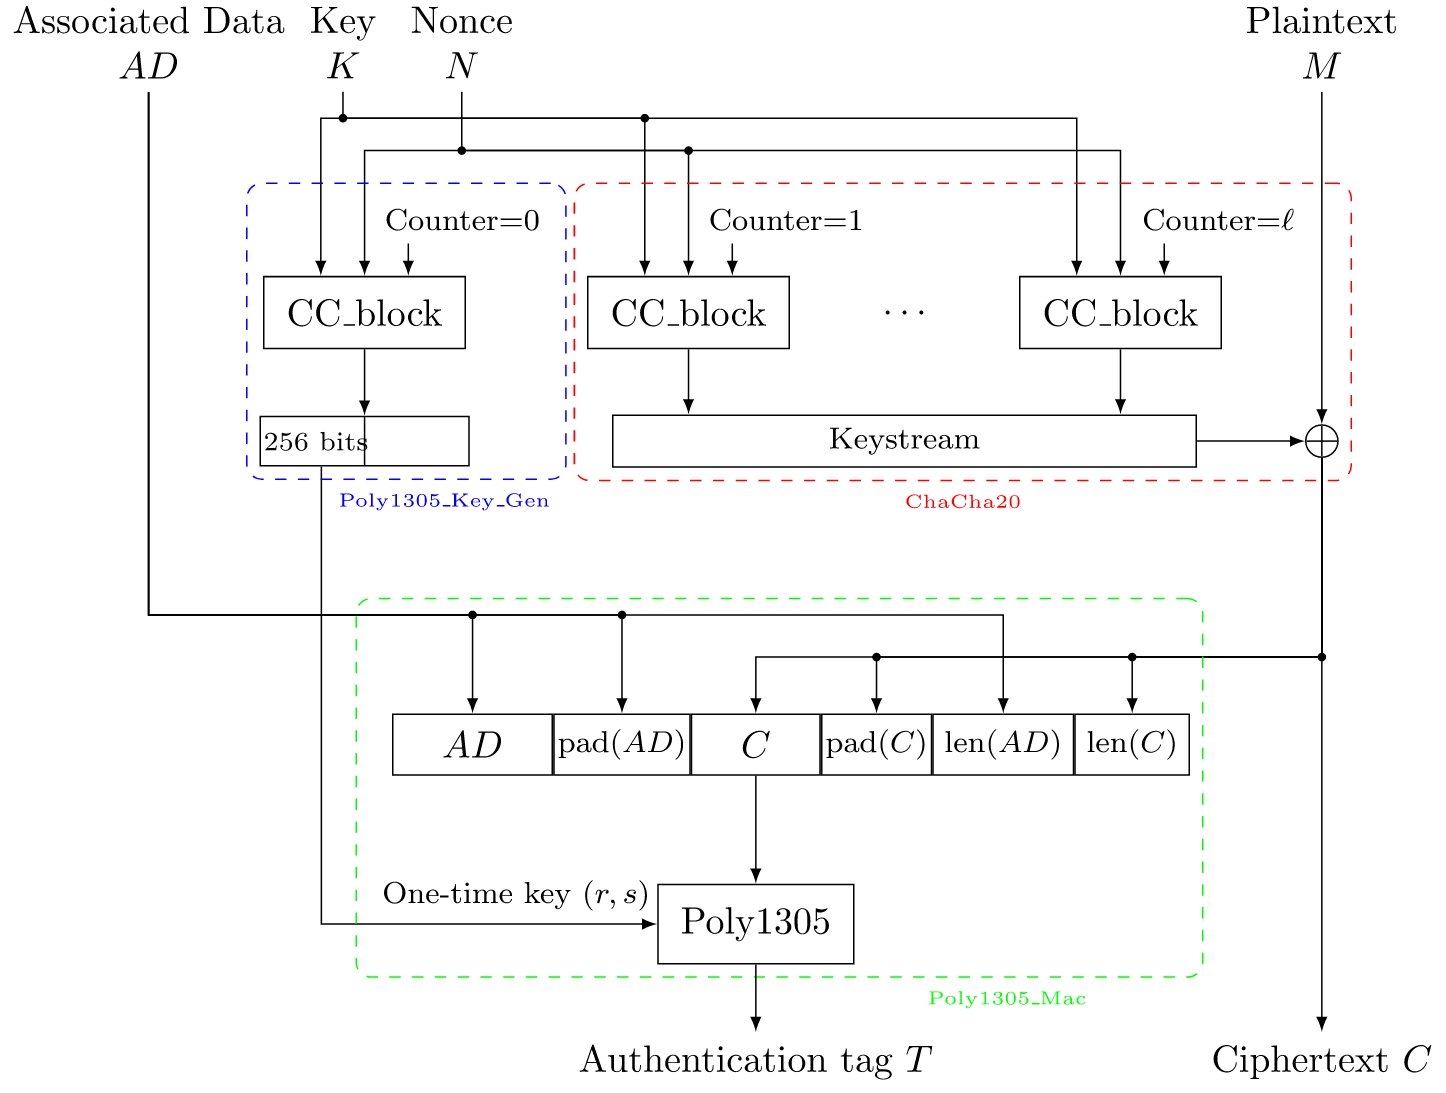 Associated Data Key Nonce Plaintext
AD K N M
Counter=0 Counter=1 Counter=ℓ
CC_block CC_block ... CC_block
256 bits Keystream
Poly1305_Key_Gen ChaCha20
AD pad(AD) C pad(C) len(AD) len(C)
One-time key (r, s)
Poly1305
Poly1305_Mac
Authentication tag T Ciphertext C